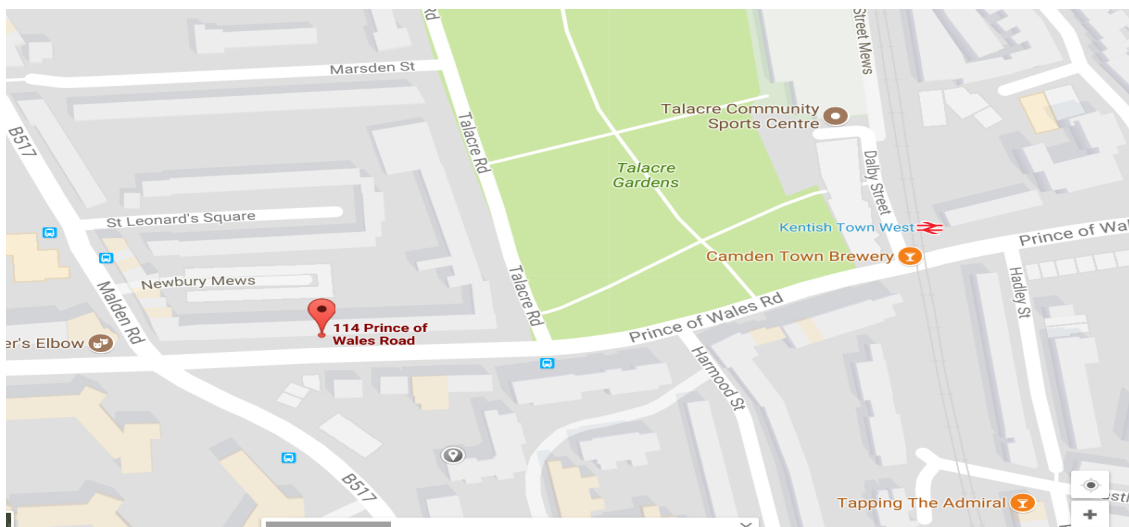 Street Mews
Marsden St
Talacre Community
Sports Centre
B517
Talacre Rd
Talacre
Gardens
Dalby Street
St Leonard's Square
Kentish Town West
Prince of Wal
Camden Town Brewery
Newbury Mews
Talacre Rd
Malden Rd
Prince of Wales Rd
Hadley St
114 Prince of
Wales Road
er's Elbow
Harmood St
B517
Tapping The Admiral